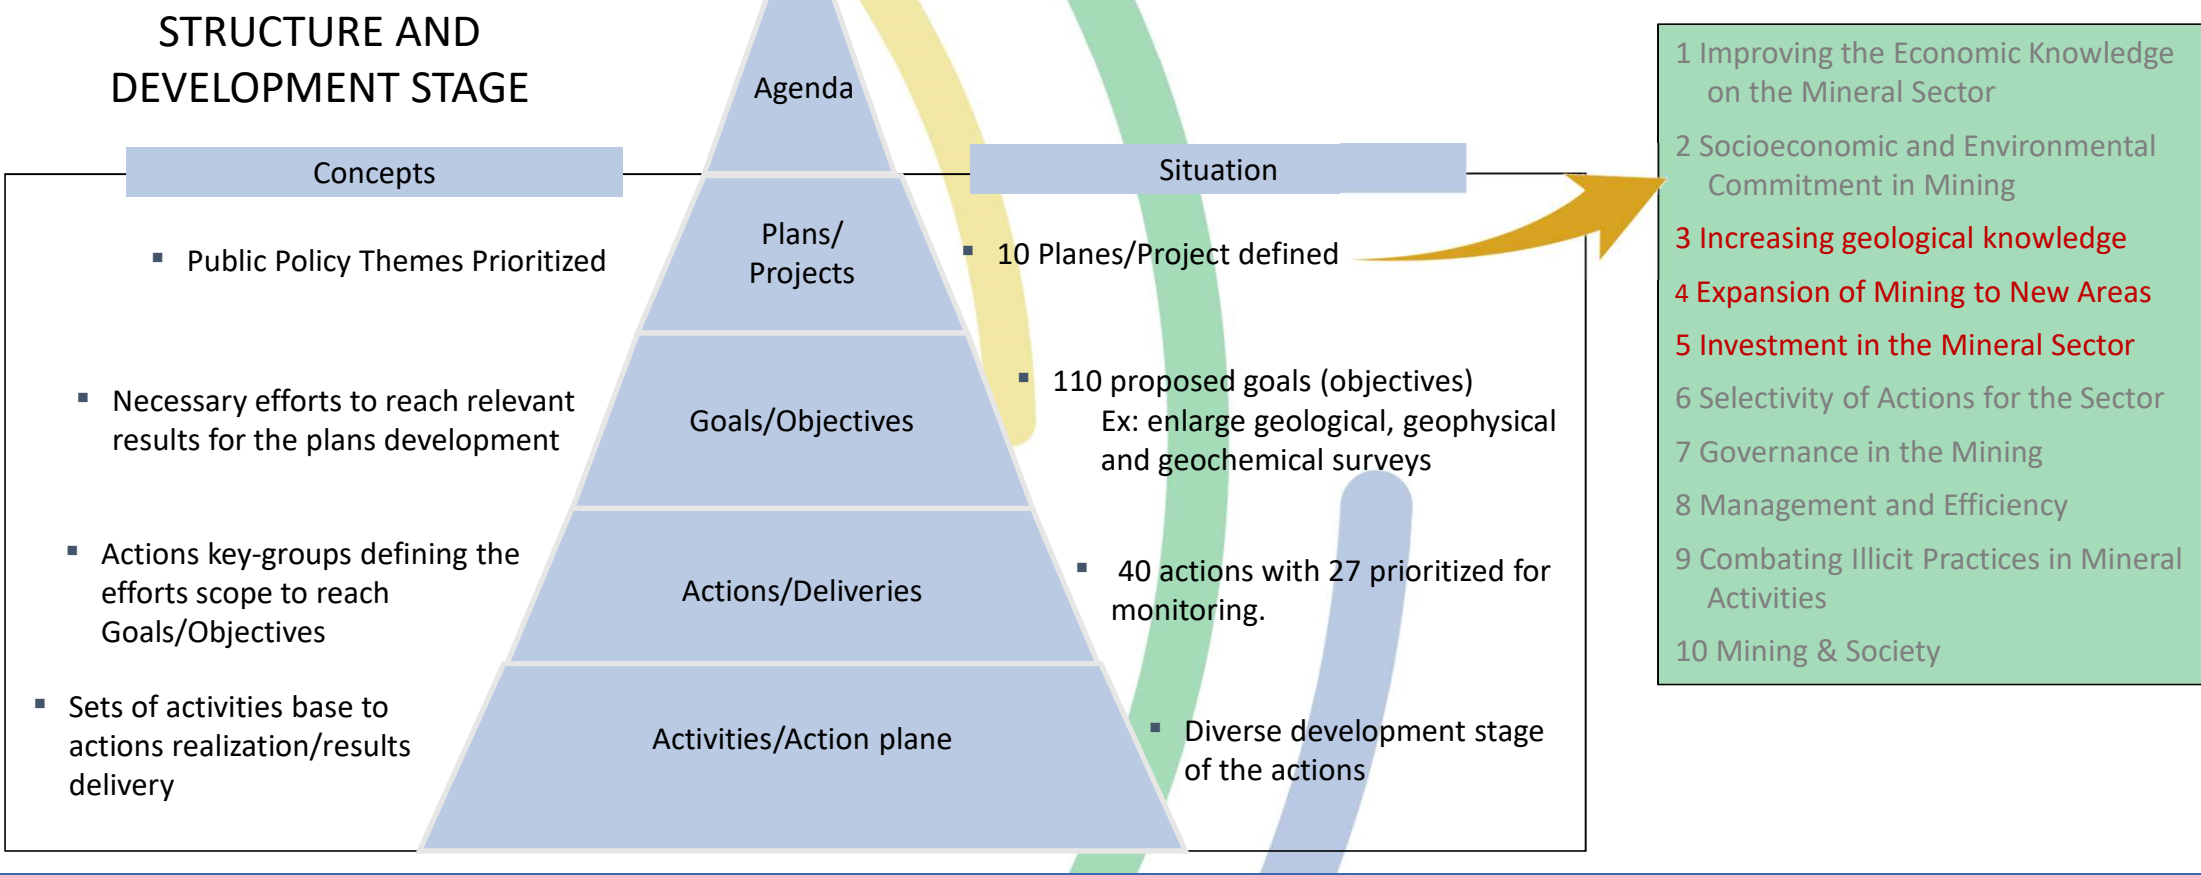 STRUCTURE AND
DEVELOPMENT STAGE
Agenda
Concepts
Situation
▪ Public Policy Themes Prioritized
Plans/
Projects
▪ 10 Planes/Project defined
▪ Necessary efforts to reach relevant
results for the plans development
Goals/Objectives
▪ 110 proposed goals (objectives)
Ex: enlarge geological, geophysical
and geochemical surveys
▪ Actions key-groups defining the
efforts scope to reach
Goals/Objectives
Actions/Deliveries
▪ 40 actions with 27 prioritized for
monitoring.
▪ Sets of activities base to
actions realization/results
delivery
Activities/Action plane
▪ Diverse development stage
of the actions
1 Improving the Economic Knowledge
on the Mineral Sector
2 Socioeconomic and Environmental
Commitment in Mining
3 Increasing geological knowledge
4 Expansion of Mining to New Areas
5 Investment in the Mineral Sector
6 Selectivity of Actions for the Sector
7 Governance in the Mining
8 Management and Efficiency
9 Combating Illicit Practices in Mineral
Activities
10 Mining & Society